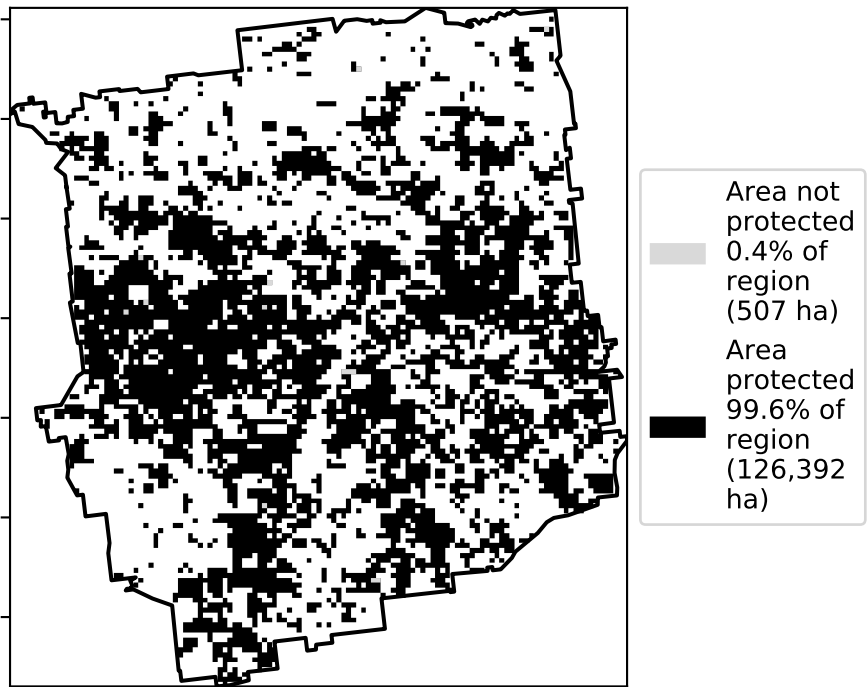 Area not
protected
0.4% of
region
(507 ha)
Area
protected
99.6% of
region
(126,392
ha)